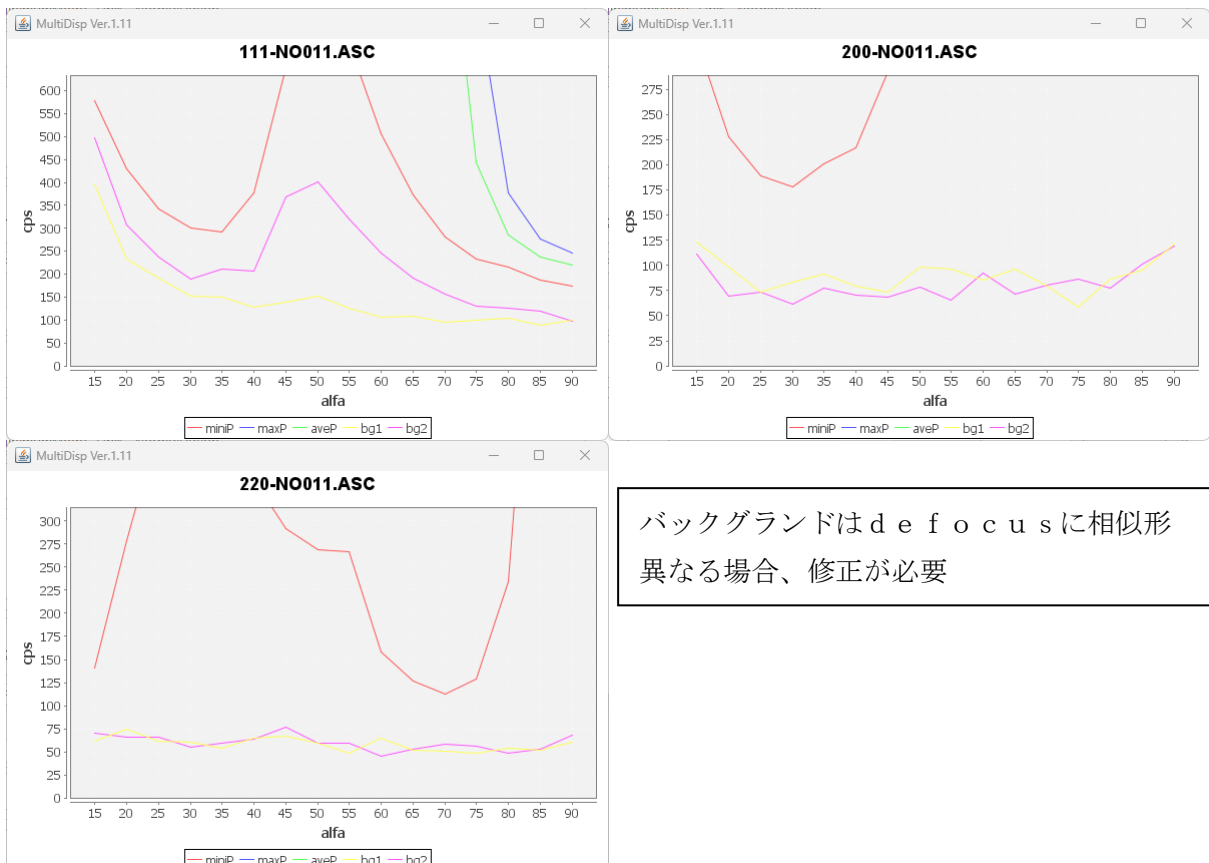 MultiDisp Ver.1.11
111-NO011.ASC
600
550
500
450
400
350
300
250
200
150
100
50
0
cps
15 20 25 30 35 40 45 50 55 60 65 70 75 80 85 90
alfa
miniP maxP aveP bg1 bg2
MultiDisp Ver.1.11
200-NO011.ASC
275
250
225
200
175
150
125
100
75
50
25
0
cps
15 20 25 30 35 40 45 50 55 60 65 70 75 80 85 90
alfa
miniP maxP aveP bg1 bg2
MultiDisp Ver.1.11
220-NO011.ASC
300
275
250
225
200
175
150
125
100
75
50
25
0
cps
15 20 25 30 35 40 45 50 55 60 65 70 75 80 85 90
alfa
miniP maxP aveP bg1 bg2
バックグランドはｄｅｆｏｃｕｓに相似形
異なる場合、修正が必要